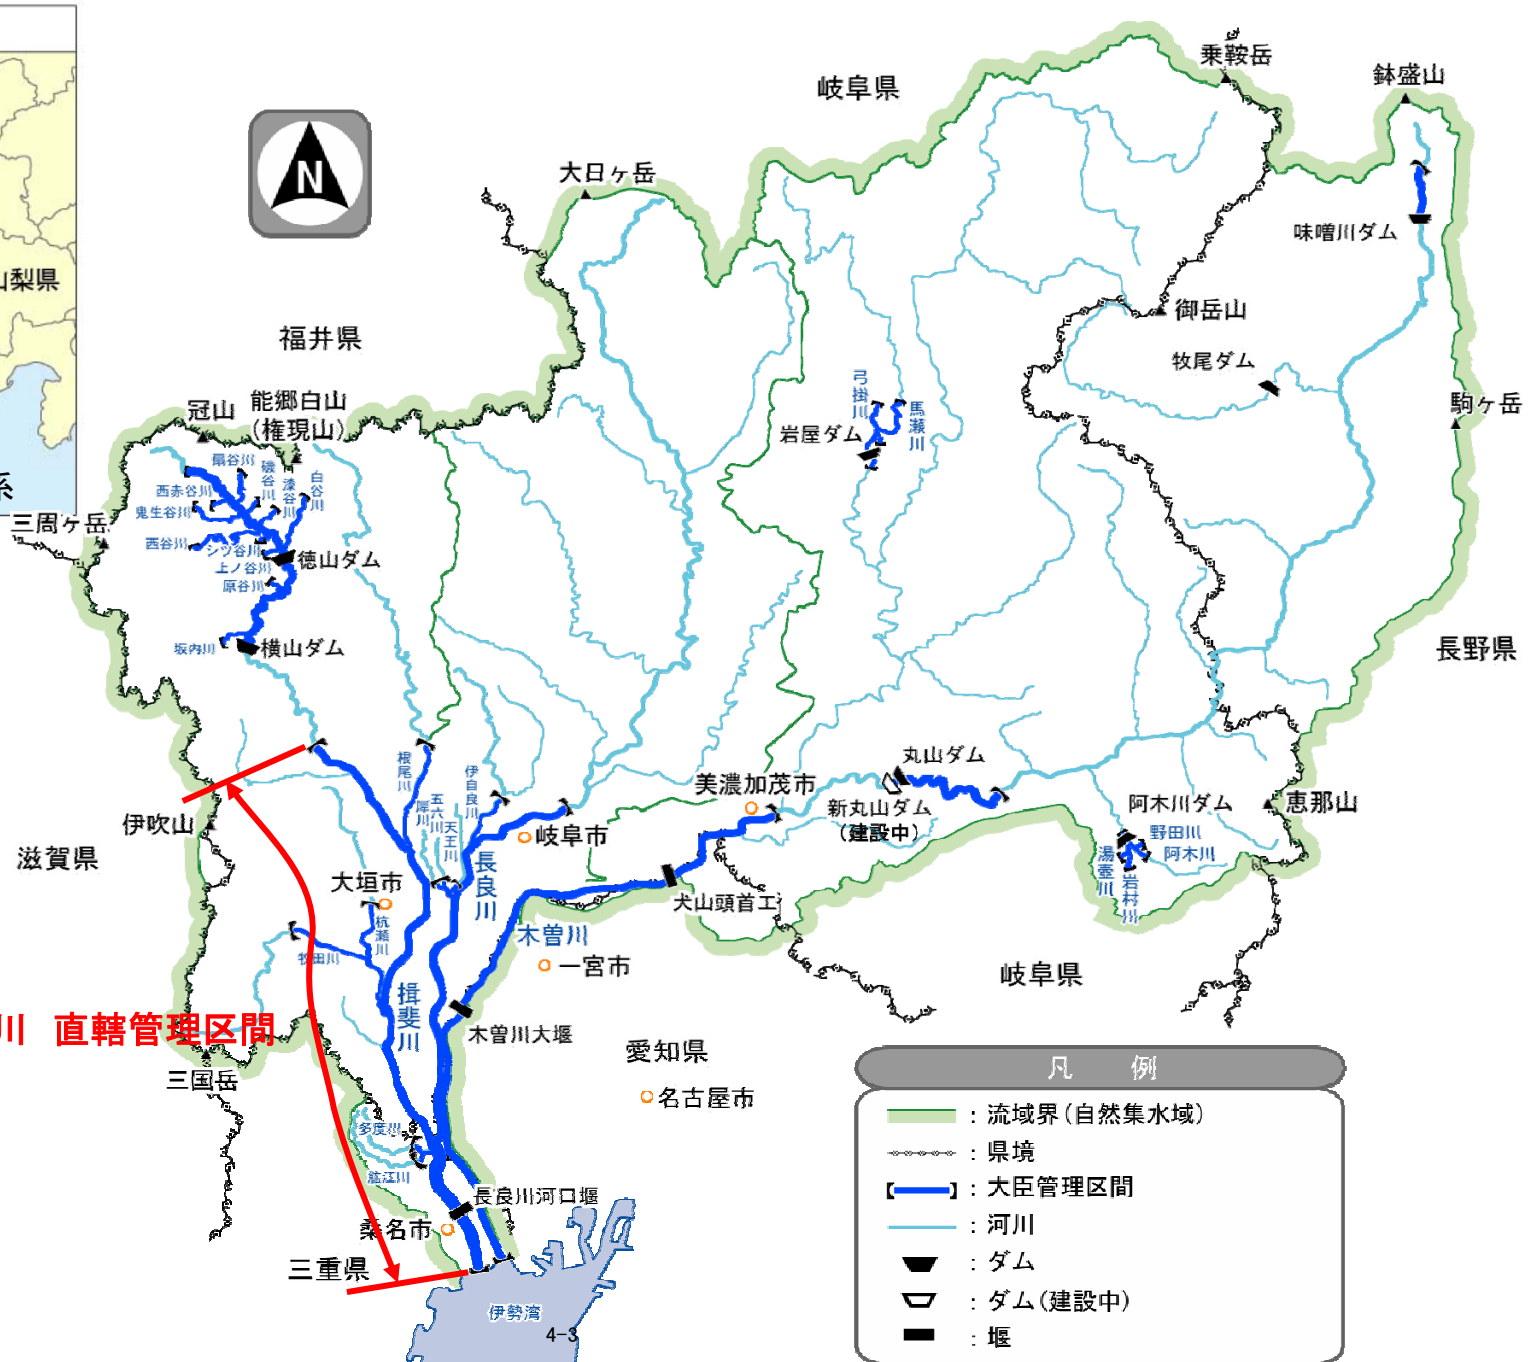 山梨県
系
岐阜県
乗鞍岳
鉢盛山
大日ヶ岳
N
味噌川ダム
福井県
御岳山
牧尾ダム
駒ヶ岳
冠山
能郷白山
(権現山)
弓掛川
馬瀬川
岩屋ダム
扇谷川
磯谷川
漆谷川
白谷川
西赤谷川
鬼生谷川
三周ヶ岳
西谷川
シツ谷川
上ノ谷川
徳山ダム
原谷川
坂内川
横山ダム
長野県
根尾川
伊自良川
五六川
犀川
天王川
丸山ダム
美濃加茂市
新丸山ダム
(建設中)
阿木川ダム
恵那山
伊吹山
岐阜市
野田川
阿木川
湯壺川
岩村川
滋賀県
大垣市
長良川
犬山頭首工
杭瀬川
木曽川
牧田川
一宮市
岐阜県
揖斐川
川 直轄管理区間
木曽川大堰
愛知県
三国岳
名古屋市
多度川
肱江川
長良川河口堰
桑名市
三重県
伊勢湾
4-3
凡 例
：流域界(自然集水域)
：県境
：大臣管理区間
：河川
：ダム
：ダム(建設中)
：堰